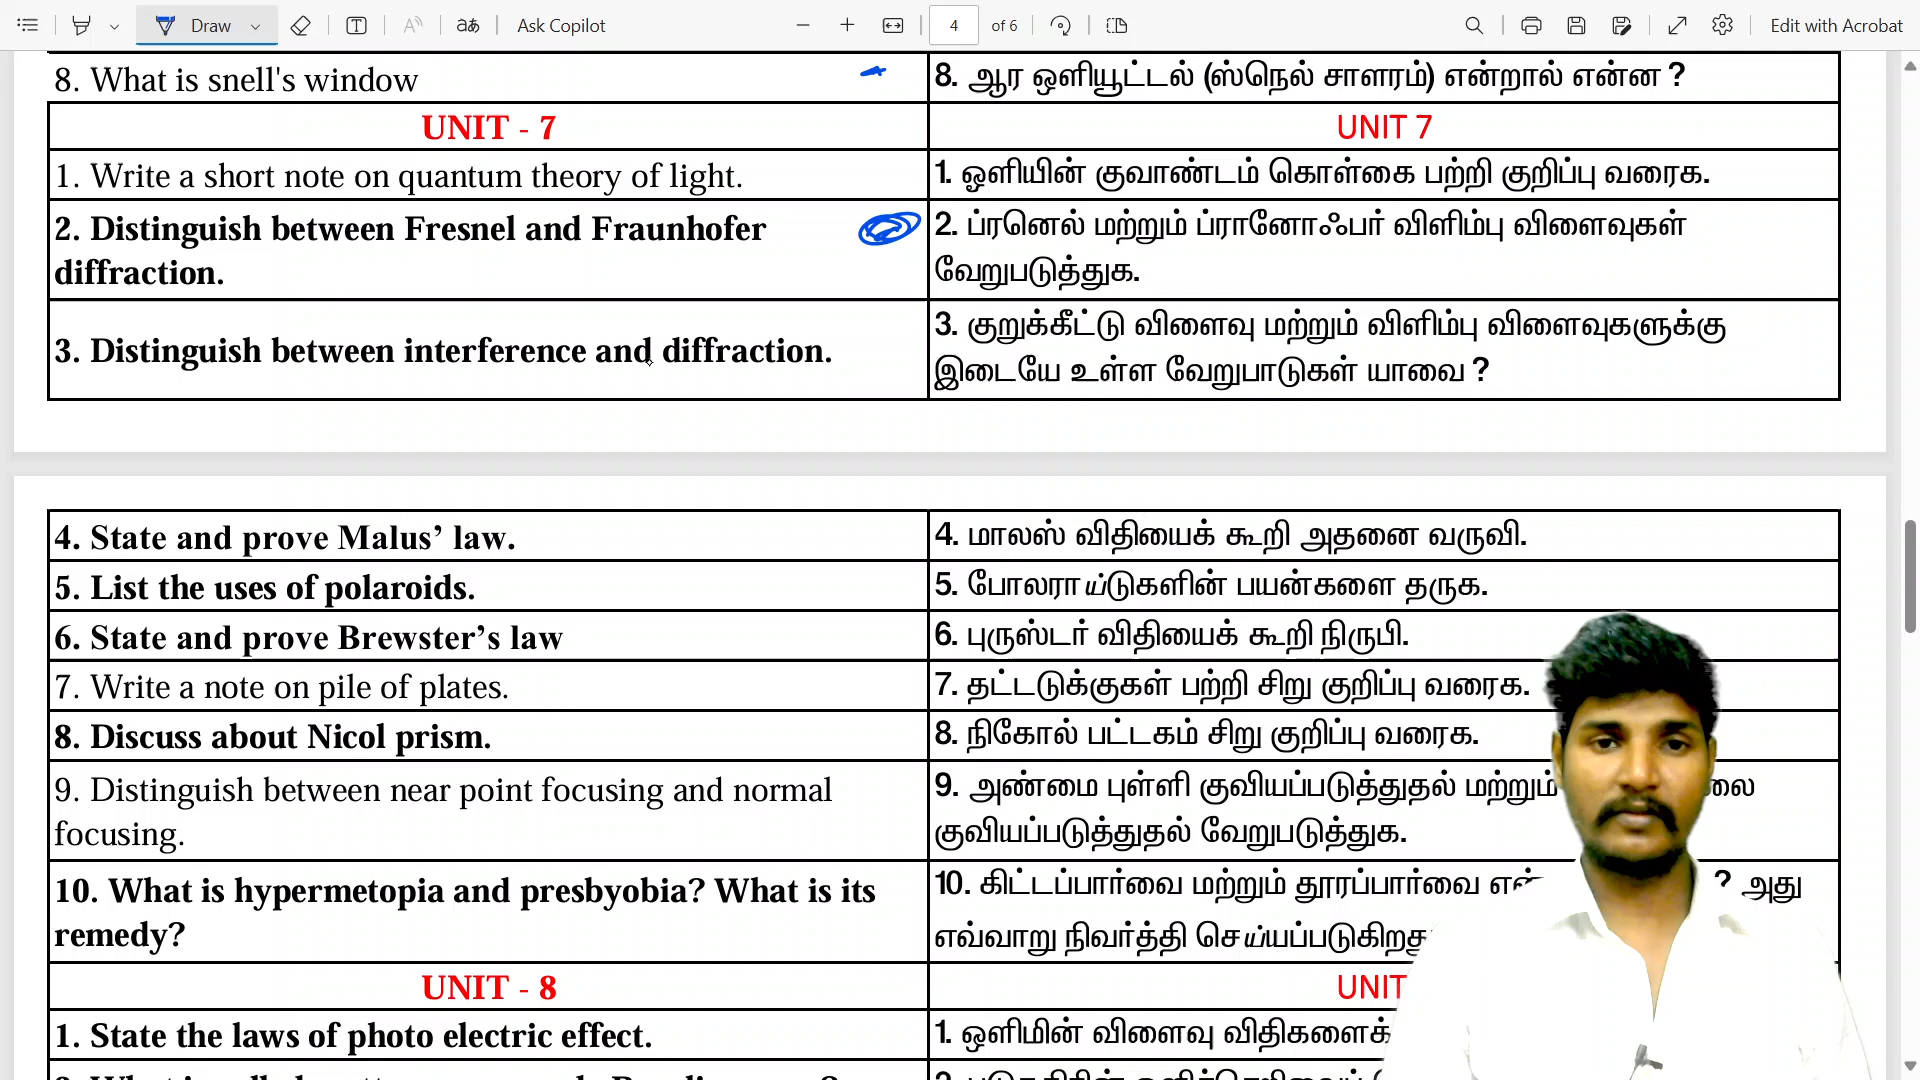 Draw
Ask Copilot
4 of 6
Edit with Acrobat
8. What is snell's window
8. ஆர ஒளியூட்டல் (ஸ்நெல் சாளரம்) என்றால் என்ன ?
UNIT - 7
UNIT 7
1. Write a short note on quantum theory of light.
1. ஒளியின் குவாண்டம் கொள்கை பற்றி குறிப்பு வரைக.
2. Distinguish between Fresnel and Fraunhofer
diffraction.
2. ப்ரனெல் மற்றும் ப்ரானோஃபர் விளிம்பு விளைவுகள்
வேறுபடுத்துக.
3. Distinguish between interference and diffraction.
3. குறுக்கீட்டு விளைவு மற்றும் விளிம்பு விளைவுகளுக்கு
இடையே உள்ள வேறுபாடுகள் யாவை ?
4. State and prove Malus’ law.
4. மாலஸ் விதியைக் கூறி அதனை வருவி.
5. List the uses of polaroids.
5. போலராய்டுகளின் பயன்களை தருக.
6. State and prove Brewster’s law
6. புருஸ்டர் விதியைக் கூறி நிருபி.
7. Write a note on pile of plates.
7. தட்டடுக்குகள் பற்றி சிறு குறிப்பு வரைக.
8. Discuss about Nicol prism.
8. நிகோல் பட்டகம் சிறு குறிப்பு வரைக.
9. Distinguish between near point focusing and normal
focusing.
9. அண்மை புள்ளி குவியப்படுத்துதல் மற்றும் லை
குவியப்படுத்துதல் வேறுபடுத்துக.
10. What is hypermetopia and presbyobia? What is its
remedy?
10. கிட்டப்பார்வை மற்றும் தூரப்பார்வை ? அது
எவ்வாறு நிவர்த்தி செய்யப்படுகிறது
UNIT - 8
UNIT
1. State the laws of photo electric effect.
1. ஒளிமின் விளைவு விதிகளைக்